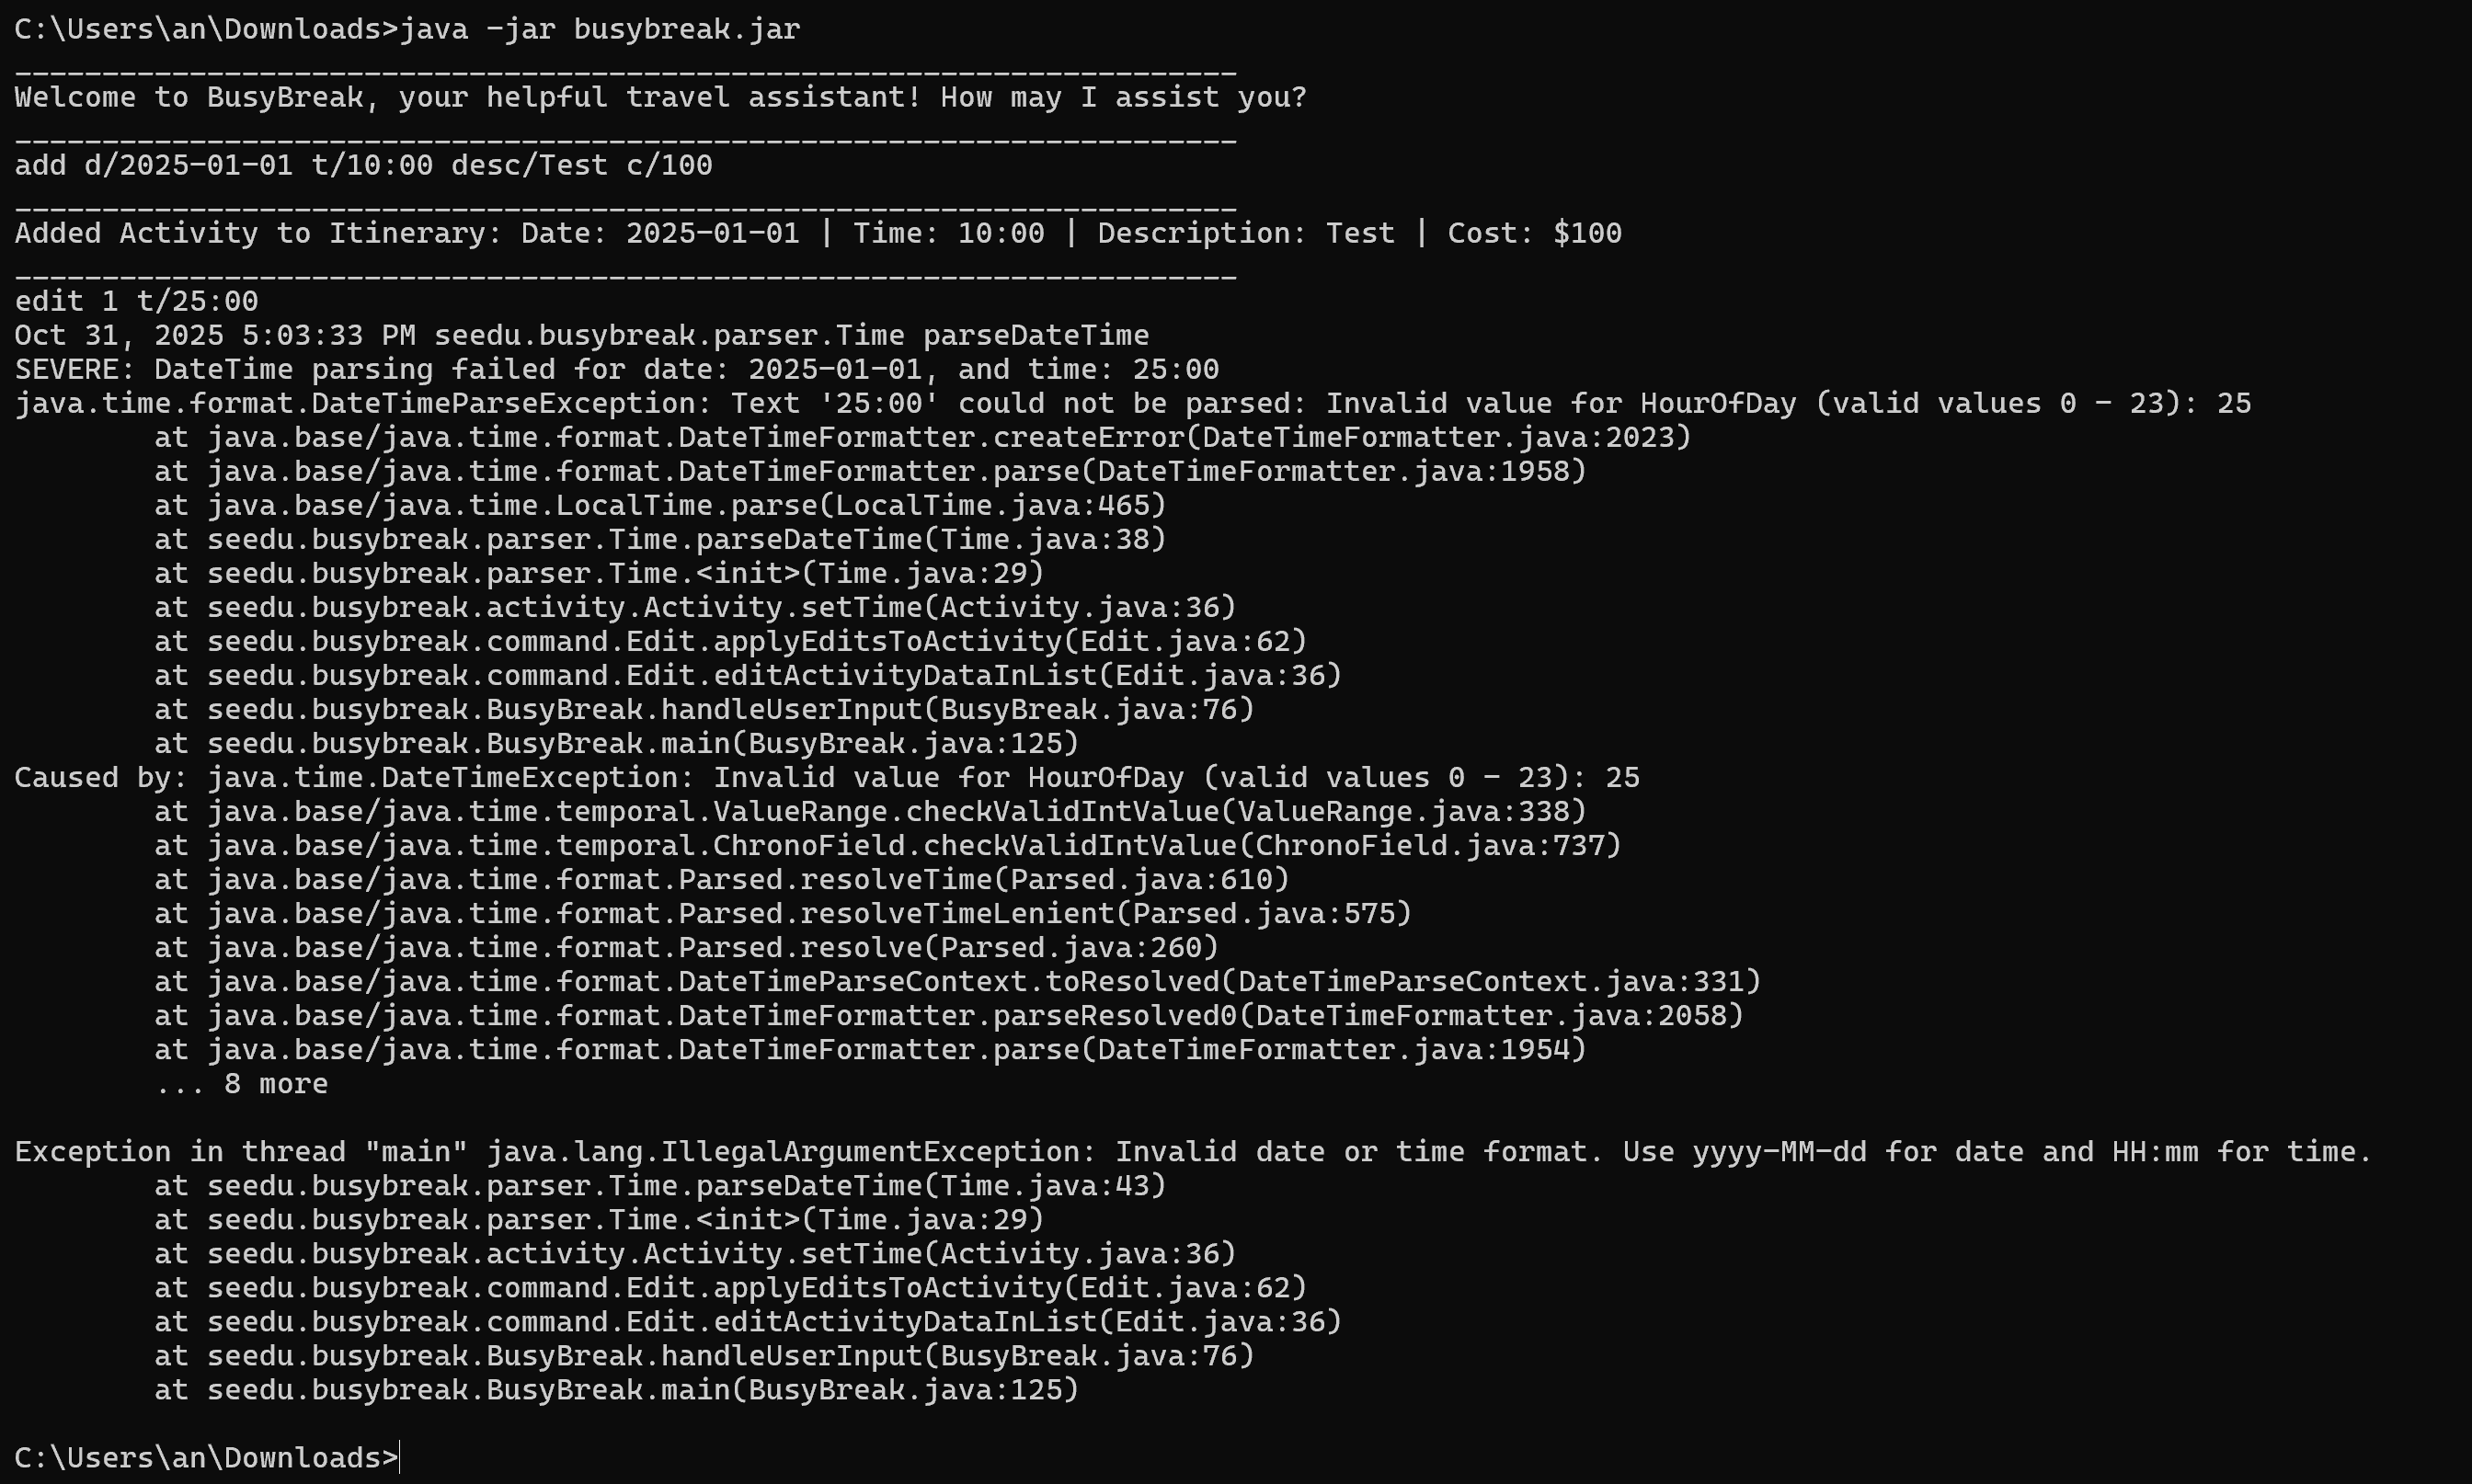 C:\Users\an\Downloads>java -jar busybreak.jar
______________________________________________________________________
Welcome to BusyBreak, your helpful travel assistant! How may I assist you?
______________________________________________________________________
add d/2025-01-01 t/10:00 desc/Test c/100
______________________________________________________________________
Added Activity to Itinerary: Date: 2025-01-01 | Time: 10:00 | Description: Test | Cost: $100
______________________________________________________________________
edit 1 t/25:00
Oct 31, 2025 5:03:33 PM seedu.busybreak.parser.Time parseDateTime
SEVERE: DateTime parsing failed for date: 2025-01-01, and time: 25:00
java.time.format.DateTimeParseException: Text '25:00' could not be parsed: Invalid value for HourOfDay (valid values 0 - 23): 25
        at java.base/java.time.format.DateTimeFormatter.createError(DateTimeFormatter.java:2023)
        at java.base/java.time.format.DateTimeFormatter.parse(DateTimeFormatter.java:1958)
        at java.base/java.time.LocalTime.parse(LocalTime.java:465)
        at seedu.busybreak.parser.Time.parseDateTime(Time.java:38)
        at seedu.busybreak.parser.Time.<init>(Time.java:29)
        at seedu.busybreak.activity.Activity.setTime(Activity.java:36)
        at seedu.busybreak.command.Edit.applyEditsToActivity(Edit.java:62)
        at seedu.busybreak.command.Edit.editActivityDataInList(Edit.java:36)
        at seedu.busybreak.BusyBreak.handleUserInput(BusyBreak.java:76)
        at seedu.busybreak.BusyBreak.main(BusyBreak.java:125)
Caused by: java.time.DateTimeException: Invalid value for HourOfDay (valid values 0 - 23): 25
        at java.base/java.time.temporal.ValueRange.checkValidIntValue(ValueRange.java:338)
        at java.base/java.time.temporal.ChronoField.checkValidIntValue(ChronoField.java:737)
        at java.base/java.time.format.Parsed.resolveTime(Parsed.java:610)
        at java.base/java.time.format.Parsed.resolveTimeLenient(Parsed.java:575)
        at java.base/java.time.format.Parsed.resolve(Parsed.java:260)
        at java.base/java.time.format.DateTimeParseContext.toResolved(DateTimeParseContext.java:331)
        at java.base/java.time.format.DateTimeFormatter.parseResolved0(DateTimeFormatter.java:2058)
        at java.base/java.time.format.DateTimeFormatter.parse(DateTimeFormatter.java:1954)
        ... 8 more

Exception in thread "main" java.lang.IllegalArgumentException: Invalid date or time format. Use yyyy-MM-dd for date and HH:mm for time.
        at seedu.busybreak.parser.Time.parseDateTime(Time.java:43)
        at seedu.busybreak.parser.Time.<init>(Time.java:29)
        at seedu.busybreak.activity.Activity.setTime(Activity.java:36)
        at seedu.busybreak.command.Edit.applyEditsToActivity(Edit.java:62)
        at seedu.busybreak.command.Edit.editActivityDataInList(Edit.java:36)
        at seedu.busybreak.BusyBreak.handleUserInput(BusyBreak.java:76)
        at seedu.busybreak.BusyBreak.main(BusyBreak.java:125)

C:\Users\an\Downloads>